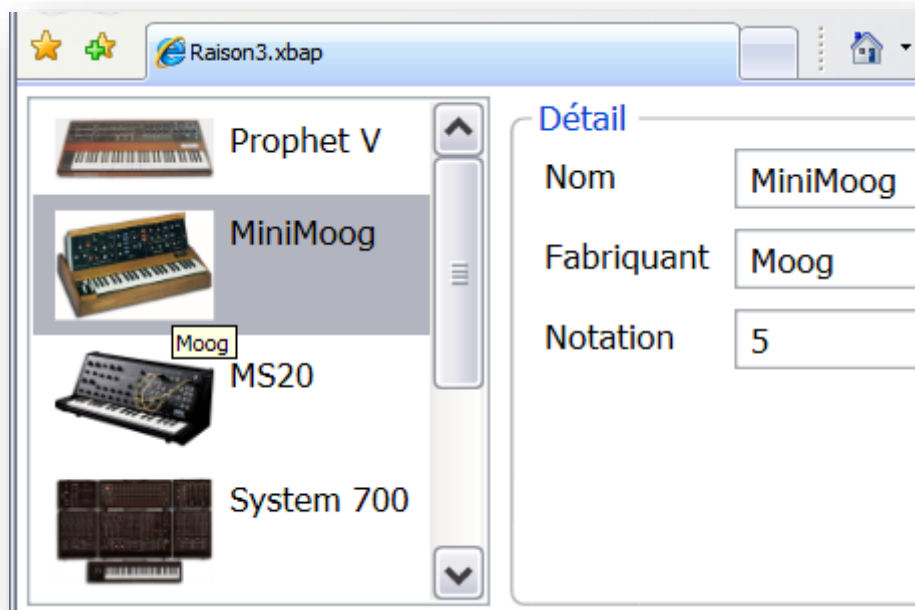 Raison3.xbap
Prophet V
MiniMoog
Moog
MS20
System 700
Détail
Nom
MiniMoog
Fabriquant
Moog
Notation
5